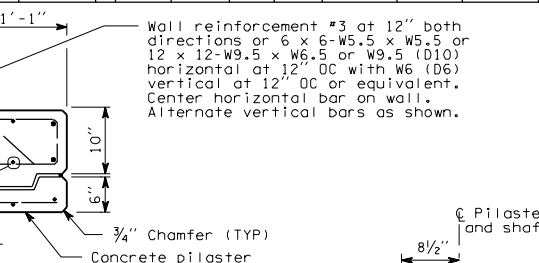 1'-1"
Wall reinforcement #3 at 12" both
directions or 6 x 6-W5.5 x W5.5 or
12 x 12-W9.5 x W6.5 or W9.5 (D10)
horizontal at 12" OC with W6 (D6)
vertical at 12" OC or equivalent.
Center horizontal bar on wall.
Alternate vertical bars as shown.
10"
6"
¾" Chamfer (TYP)
Concrete pilaster
℄ Pilaste
and shaf
8½"